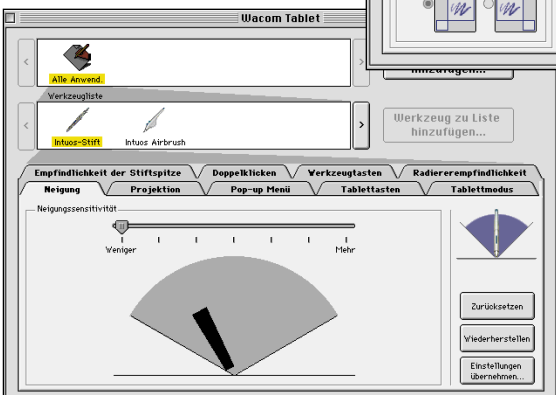 Wacom Tablet
hinzufügen...
Alle Anwend.
Werkzeugliste
Intuos-Stift
Intuos Airbrush
Werkzeug zu Liste
hinzufügen...
Empfindlichkeit der Stiftspitze
Doppelklicken
Werkzeugtasten
Radiererempfindlichkeit
Neigung
Projektion
Pop-up Menü
Tablettasten
Tablettmodus
Neigungssensitivität
Weniger
Mehr
Zurücksetzen
Wiederherstellen
Einstellungen
übernehmen...